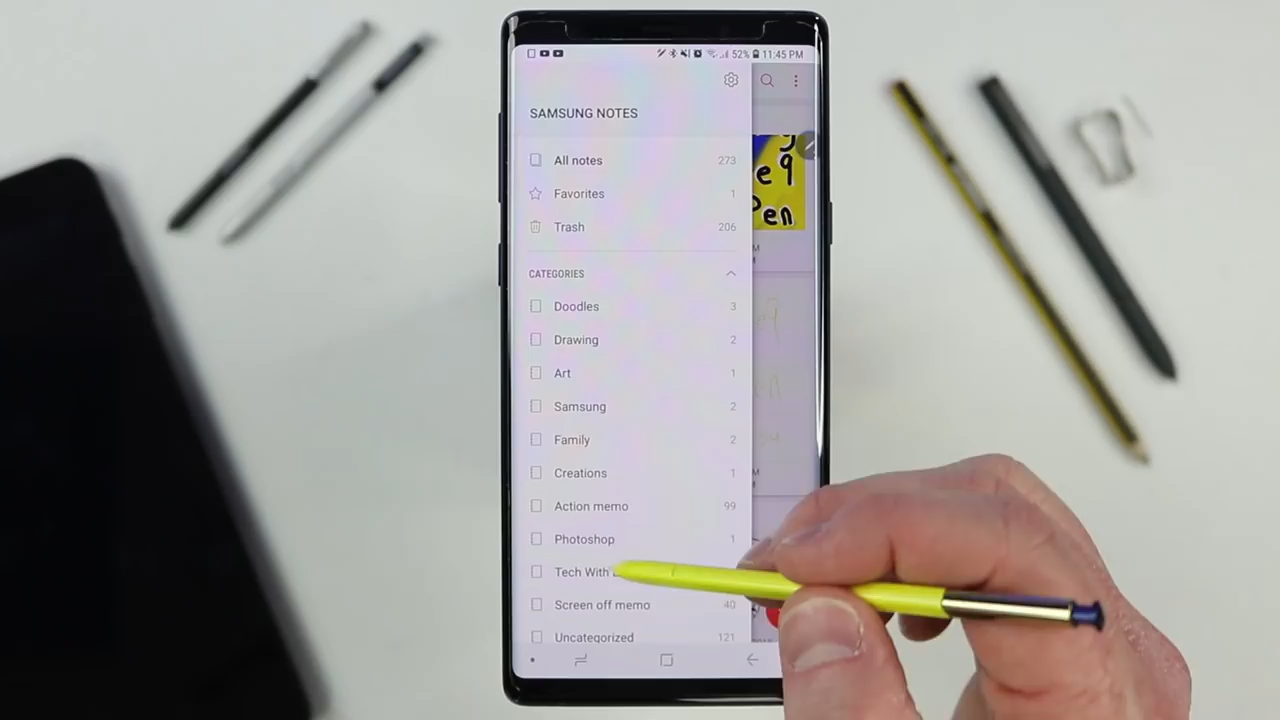 52% 11:45 PM
SAMSUNG NOTES
All notes 273
Favorites 1
Trash 206
CATEGORIES
Doodles 3
Drawing 2
Art 1
Samsung 2
Family 2
Creations 1
Action memo 99
Photoshop 1
Tech With
Screen off memo 40
Uncategorized 121
e 9
Pen